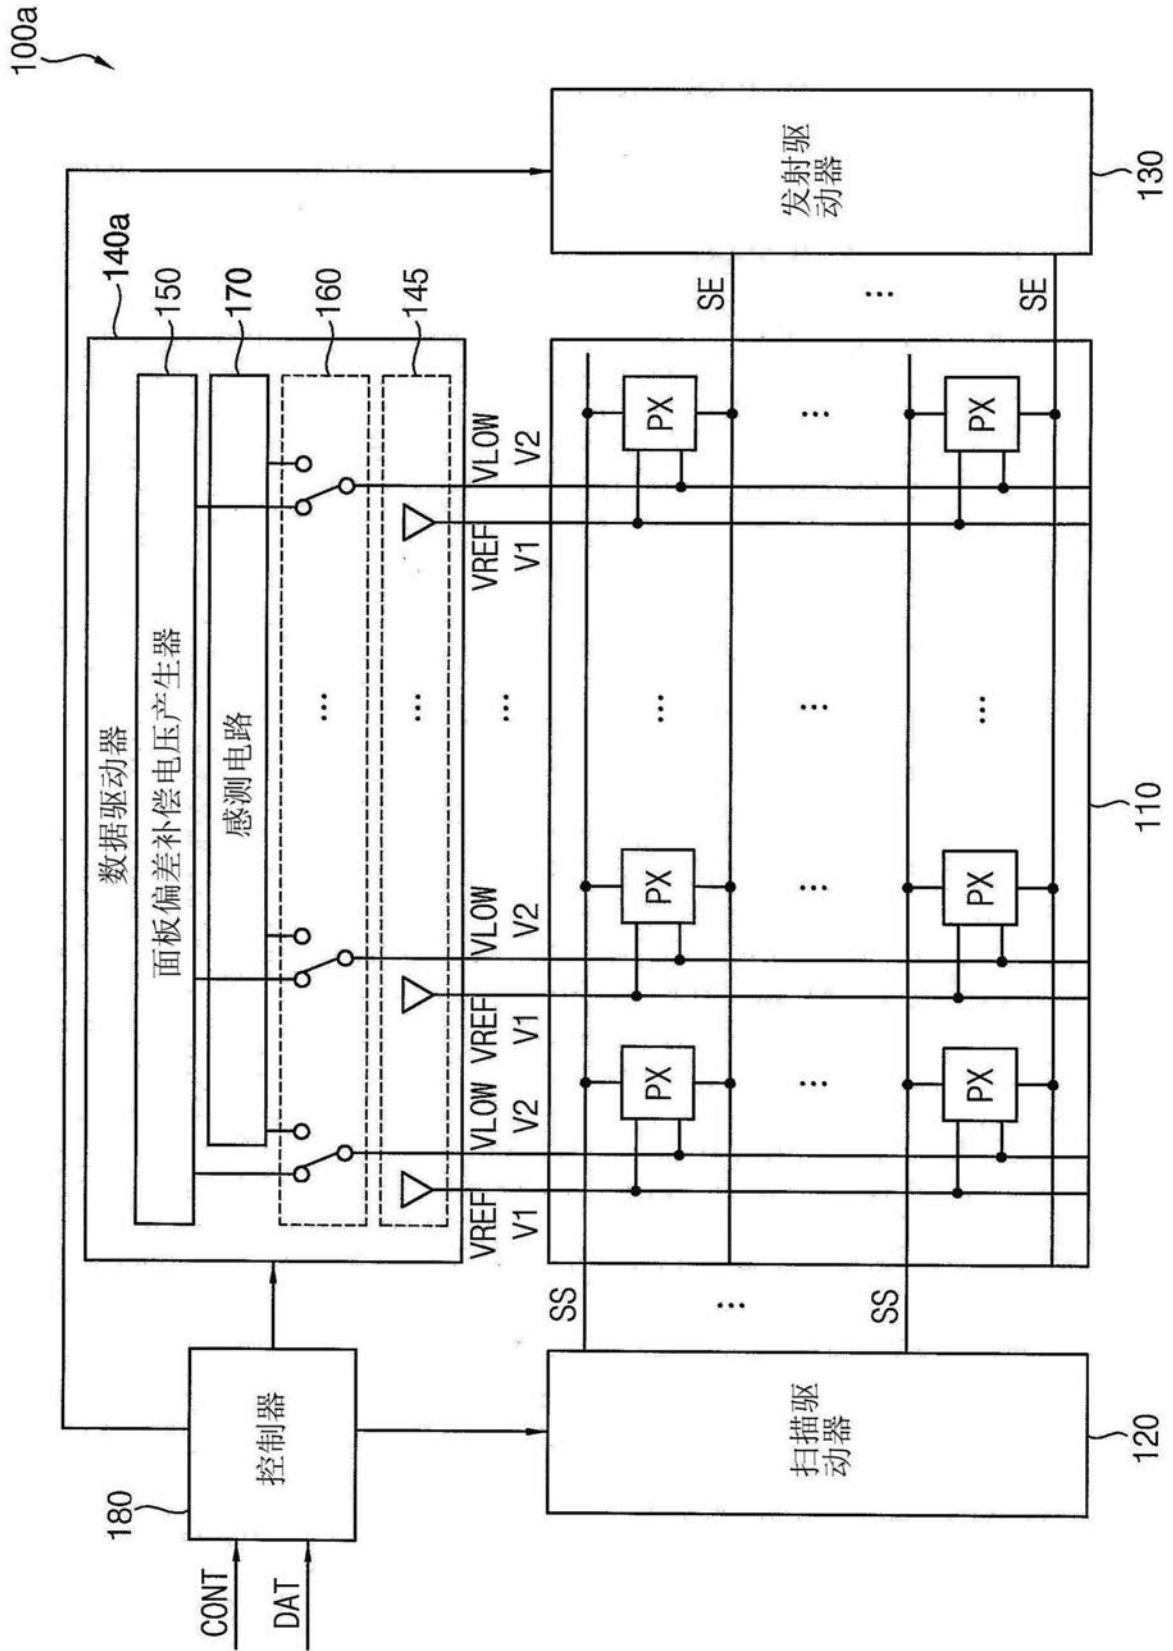 100a
140a
150
170
160
145
数据驱动器
面板偏差补偿电压产生器
感测电路
...
...
180
控制器
CONT
DAT
VREF
V1
VLOW
V2
VREF
V1
VLOW
V2
...
VREF
V1
VLOW
V2
SS
...
SS
扫描驱
动器
120
PX
PX
...
PX
...
...
...
...
PX
PX
...
PX
110
SE
...
SE
发射驱
动器
130